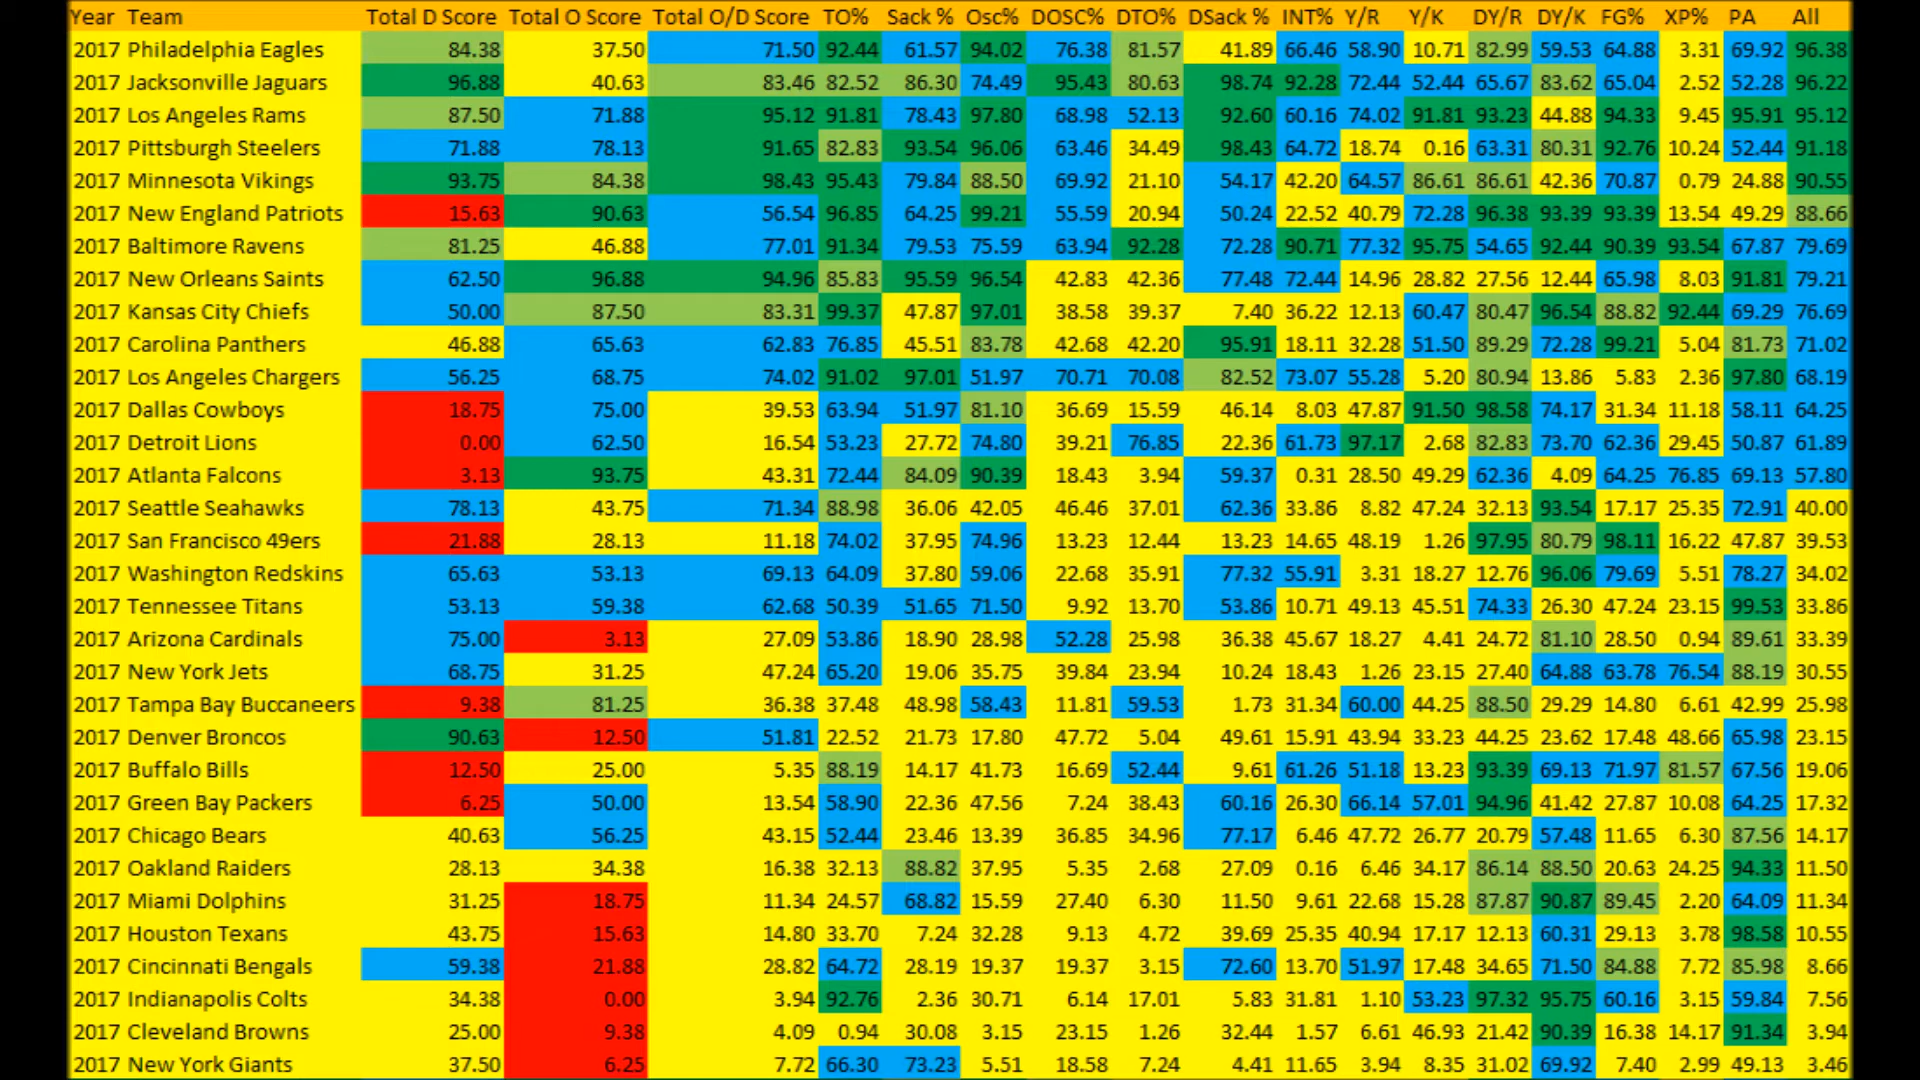 Year Team Total D Score Total O Score Total O/D Score TO% Sack % Osc% DOSC% DTO% DSack % INT% Y/R Y/K DY/R DY/K FG% XP% PA All
2017 Philadelphia Eagles 84.38 37.50 71.50 92.44 61.57 94.02 76.38 81.57 41.89 66.46 58.90 10.71 82.99 59.53 64.88 3.31 69.92 96.38
2017 Jacksonville Jaguars 96.88 40.63 83.46 82.52 86.30 74.49 95.43 80.63 98.74 92.28 72.44 52.44 65.67 83.62 65.04 2.52 52.28 96.22
2017 Los Angeles Rams 87.50 71.88 95.12 91.81 78.43 97.80 68.98 52.13 92.60 60.16 74.02 91.81 93.23 44.88 94.33 9.45 95.91 95.12
2017 Pittsburgh Steelers 71.88 78.13 91.65 82.83 93.54 96.06 63.46 34.49 98.43 64.72 18.74 0.16 63.31 80.31 92.76 10.24 52.44 91.18
2017 Minnesota Vikings 93.75 84.38 98.43 95.43 79.84 88.50 69.92 21.10 54.17 42.20 64.57 86.61 86.61 42.36 70.87 0.79 24.88 90.55
2017 New England Patriots 15.63 90.63 56.54 96.85 64.25 99.21 55.59 20.94 50.24 22.52 40.79 72.28 96.38 93.39 93.39 13.54 49.29 88.66
2017 Baltimore Ravens 81.25 46.88 77.01 91.34 79.53 75.59 63.94 92.28 72.28 90.71 77.32 95.75 54.65 92.44 90.39 93.54 67.87 79.69
2017 New Orleans Saints 62.50 96.88 94.96 85.83 95.59 96.54 42.83 42.36 77.48 72.44 14.96 28.82 27.56 12.44 65.98 8.03 91.81 79.21
2017 Kansas City Chiefs 50.00 87.50 83.31 99.37 47.87 97.01 38.58 39.37 7.40 36.22 12.13 60.47 80.47 96.54 88.82 92.44 69.29 76.69
2017 Carolina Panthers 46.88 65.63 62.83 76.85 45.51 83.78 42.68 42.20 95.91 18.11 32.28 51.50 89.29 72.28 99.21 5.04 81.73 71.02
2017 Los Angeles Chargers 56.25 68.75 74.02 91.02 97.01 51.97 70.71 70.08 82.52 73.07 55.28 5.20 80.94 13.86 5.83 2.36 97.80 68.19
2017 Dallas Cowboys 18.75 75.00 39.53 63.94 51.97 81.10 36.69 15.59 46.14 8.03 47.87 91.50 98.58 74.17 31.34 11.18 58.11 64.25
2017 Detroit Lions 0.00 62.50 16.54 53.23 27.72 74.80 39.21 76.85 22.36 61.73 97.17 2.68 82.83 73.70 62.36 29.45 50.87 61.89
2017 Atlanta Falcons 3.13 93.75 43.31 72.44 84.09 90.39 18.43 3.94 59.37 0.31 28.50 49.29 62.36 4.09 64.25 76.85 69.13 57.80
2017 Seattle Seahawks 78.13 43.75 71.34 88.98 36.06 42.05 46.46 37.01 62.36 33.86 8.82 47.24 32.13 93.54 17.17 25.35 72.91 40.00
2017 San Francisco 49ers 21.88 28.13 11.18 74.02 37.95 74.96 13.23 12.44 13.23 14.65 48.19 1.26 97.95 80.79 98.11 16.22 47.87 39.53
2017 Washington Redskins 65.63 53.13 69.13 64.09 37.80 59.06 22.68 35.91 77.32 55.91 3.31 18.27 12.76 96.06 79.69 5.51 78.27 34.02
2017 Tennessee Titans 53.13 59.38 62.68 50.39 51.65 71.50 9.92 13.70 53.86 10.71 49.13 45.51 74.33 26.30 47.24 23.15 99.53 33.86
2017 Arizona Cardinals 75.00 3.13 27.09 53.86 18.90 28.98 52.28 25.98 36.38 45.67 18.27 4.41 24.72 81.10 28.50 0.94 89.61 33.39
2017 New York Jets 68.75 31.25 47.24 65.20 19.06 35.75 39.84 23.94 10.24 18.43 1.26 23.15 27.40 64.88 63.78 76.54 88.19 30.55
2017 Tampa Bay Buccaneers 9.38 81.25 36.38 37.48 48.98 58.43 11.81 59.53 1.73 31.34 60.00 44.25 88.50 29.29 14.80 6.61 42.99 25.98
2017 Denver Broncos 90.63 12.50 51.81 22.52 21.73 17.80 47.72 5.04 49.61 15.91 43.94 33.23 44.25 23.62 17.48 48.66 65.98 23.15
2017 Buffalo Bills 12.50 25.00 5.35 88.19 14.17 41.73 16.69 52.44 9.61 61.26 51.18 13.23 93.39 69.13 71.97 81.57 67.56 19.06
2017 Green Bay Packers 6.25 50.00 13.54 58.90 22.36 47.56 7.24 38.43 60.16 26.30 66.14 57.01 94.96 41.42 27.87 10.08 64.25 17.32
2017 Chicago Bears 40.63 56.25 43.15 52.44 23.46 13.39 36.85 34.96 77.17 6.46 47.72 26.77 20.79 57.48 11.65 6.30 87.56 14.17
2017 Oakland Raiders 28.13 34.38 16.38 32.13 88.82 37.95 5.35 2.68 27.09 0.16 6.46 34.17 86.14 88.50 20.63 24.25 94.33 11.50
2017 Miami Dolphins 31.25 18.75 11.34 24.57 68.82 15.59 27.40 6.30 11.50 9.61 22.68 15.28 87.87 90.87 89.45 2.20 64.09 11.34
2017 Houston Texans 43.75 15.63 14.80 33.70 7.24 32.28 9.13 4.72 39.69 25.35 40.94 17.17 12.13 60.31 29.13 3.78 98.58 10.55
2017 Cincinnati Bengals 59.38 21.88 28.82 64.72 28.19 19.37 19.37 3.15 72.60 13.70 51.97 17.48 34.65 71.50 84.88 7.72 85.98 8.66
2017 Indianapolis Colts 34.38 0.00 3.94 92.76 2.36 30.71 6.14 17.01 5.83 31.81 1.10 53.23 97.32 95.75 60.16 3.15 59.84 7.56
2017 Cleveland Browns 25.00 9.38 4.09 0.94 30.08 3.15 23.15 1.26 32.44 1.57 6.61 46.93 21.42 90.39 16.38 14.17 91.34 3.94
2017 New York Giants 37.50 6.25 7.72 66.30 73.23 5.51 18.58 7.24 4.41 11.65 3.94 8.35 31.02 69.92 7.40 2.99 49.13 3.46